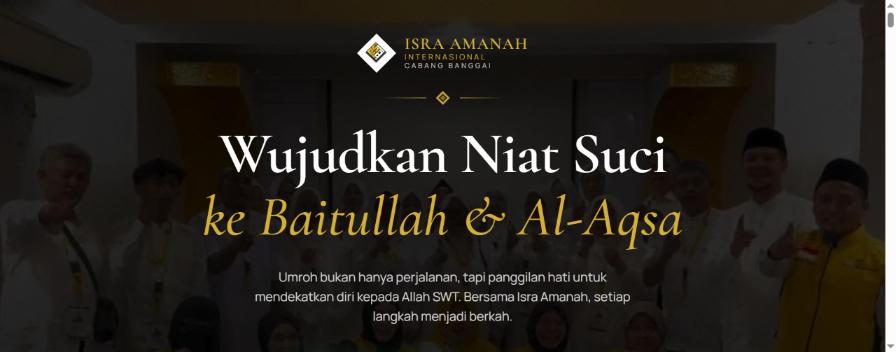 ISRA AMANAH
INTERNASIONAL
CABANG BANGGAI
Wujudkan Niat Suci
ke Baitullah & Al-Aqsa
Umroh bukan hanya perjalanan, tapi panggilan hati untuk
mendekatkan diri kepada Allah SWT. Bersama Isra Amanah, setiap
langkah menjadi berkah.